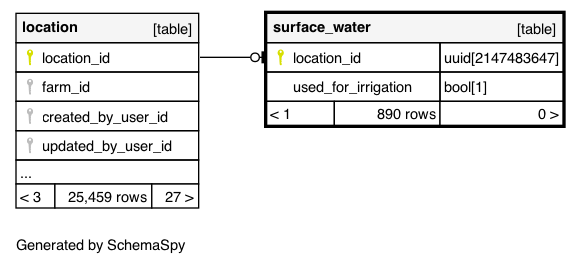 location [table]
location_id
farm_id
created_by_user_id
updated_by_user_id
...
< 3 25,459 rows 27 >
surface_water [table]
location_id uuid[2147483647]
used_for_irrigation bool[1]
< 1 890 rows 0 >
Generated by SchemaSpy